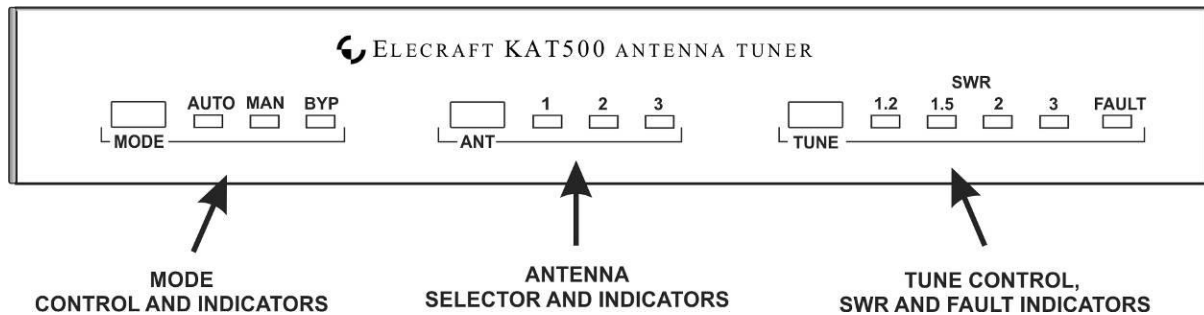 ELECRAFT KAT500 ANTENNA TUNER
SWR
AUTO MAN BYP 1 2 3 1.2 1.5 2 3 FAULT
MODE ANT TUNE
MODE
CONTROL AND INDICATORS
ANTENNA
SELECTOR AND INDICATORS
TUNE CONTROL,
SWR AND FAULT INDICATORS